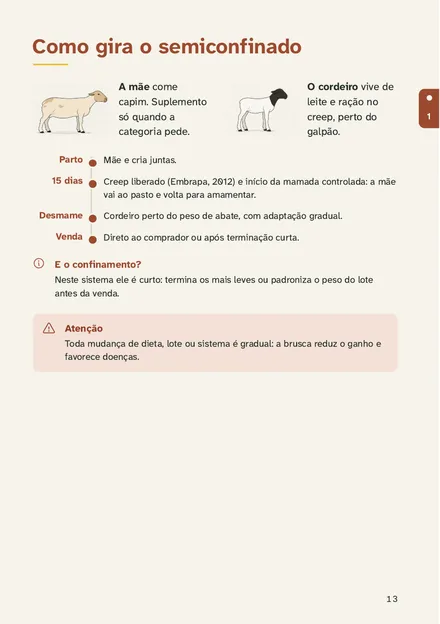 Como gira o semiconfinado
A mãe come
capim. Suplemento
só quando a
categoria pede.
O cordeiro vive de
leite e ração no
creep, perto do
galpão.
1
Parto Mãe e cria juntas.
15 dias Creep liberado (Embrapa, 2012) e início da mamada controlada: a mãe
vai ao pasto e volta para amamentar.
Desmame Cordeiro perto do peso de abate, com adaptação gradual.
Venda Direto ao comprador ou após terminação curta.
E o confinamento?
Neste sistema ele é curto: termina os mais leves ou padroniza o peso do lote
antes da venda.
Atenção
Toda mudança de dieta, lote ou sistema é gradual: a brusca reduz o ganho e
favorece doenças.
13